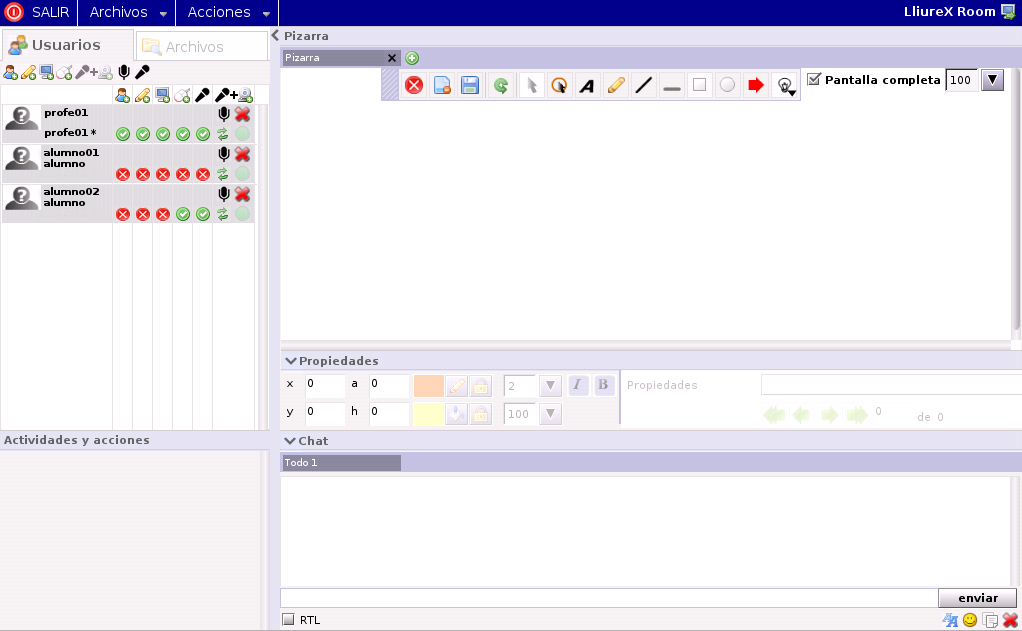 SALIR Archivos Acciones LliureX Room
Usuarios Archivos
profe01
profe01 *
alumno01
alumno
alumno02
alumno
Actividades y acciones
Pizarra
Pizarra
A Pantalla completa 100
Propiedades
x 0 a 0 2 I B Propiedades
y 0 h 0 100 0 de 0
Chat
Todo 1
enviar
RTL